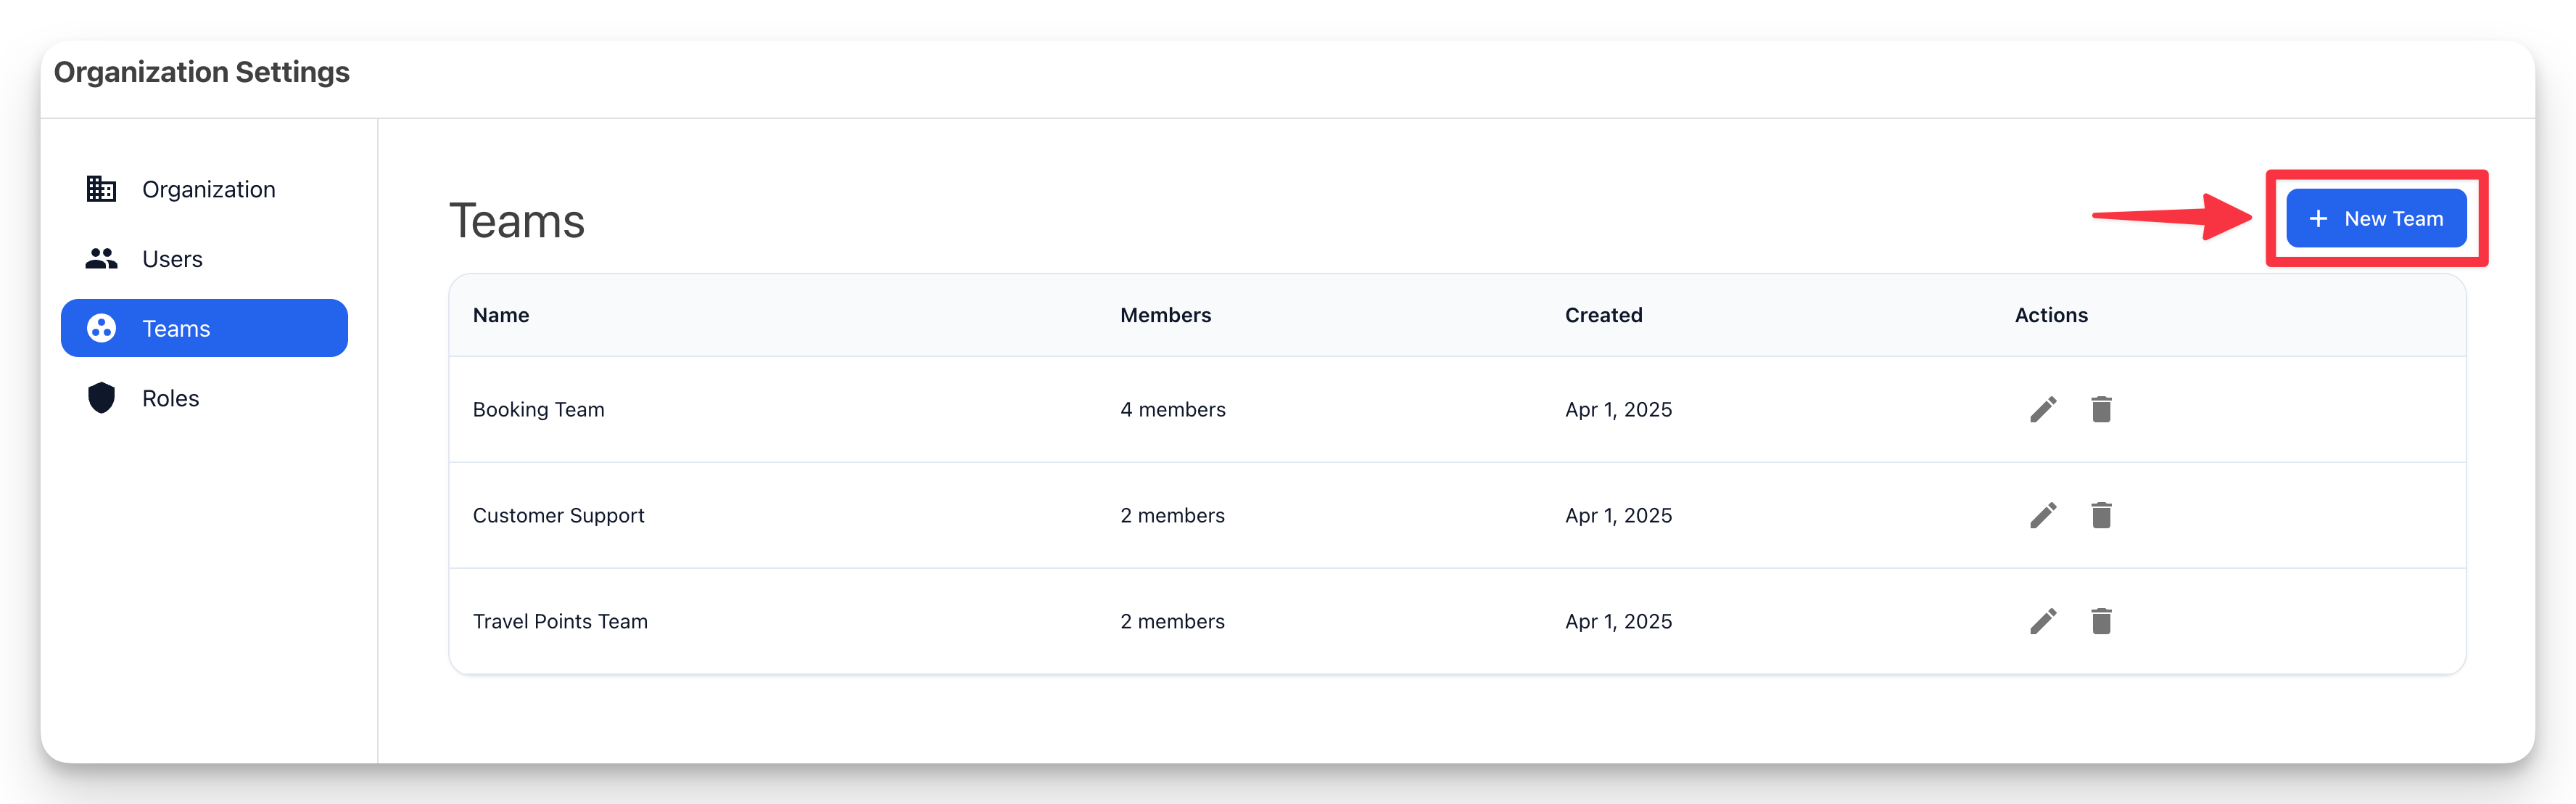 Organization Settings
Organization
Users
Teams
Roles
Teams
New Team
Name Members Created Actions
Booking Team 4 members Apr 1, 2025
Customer Support 2 members Apr 1, 2025
Travel Points Team 2 members Apr 1, 2025